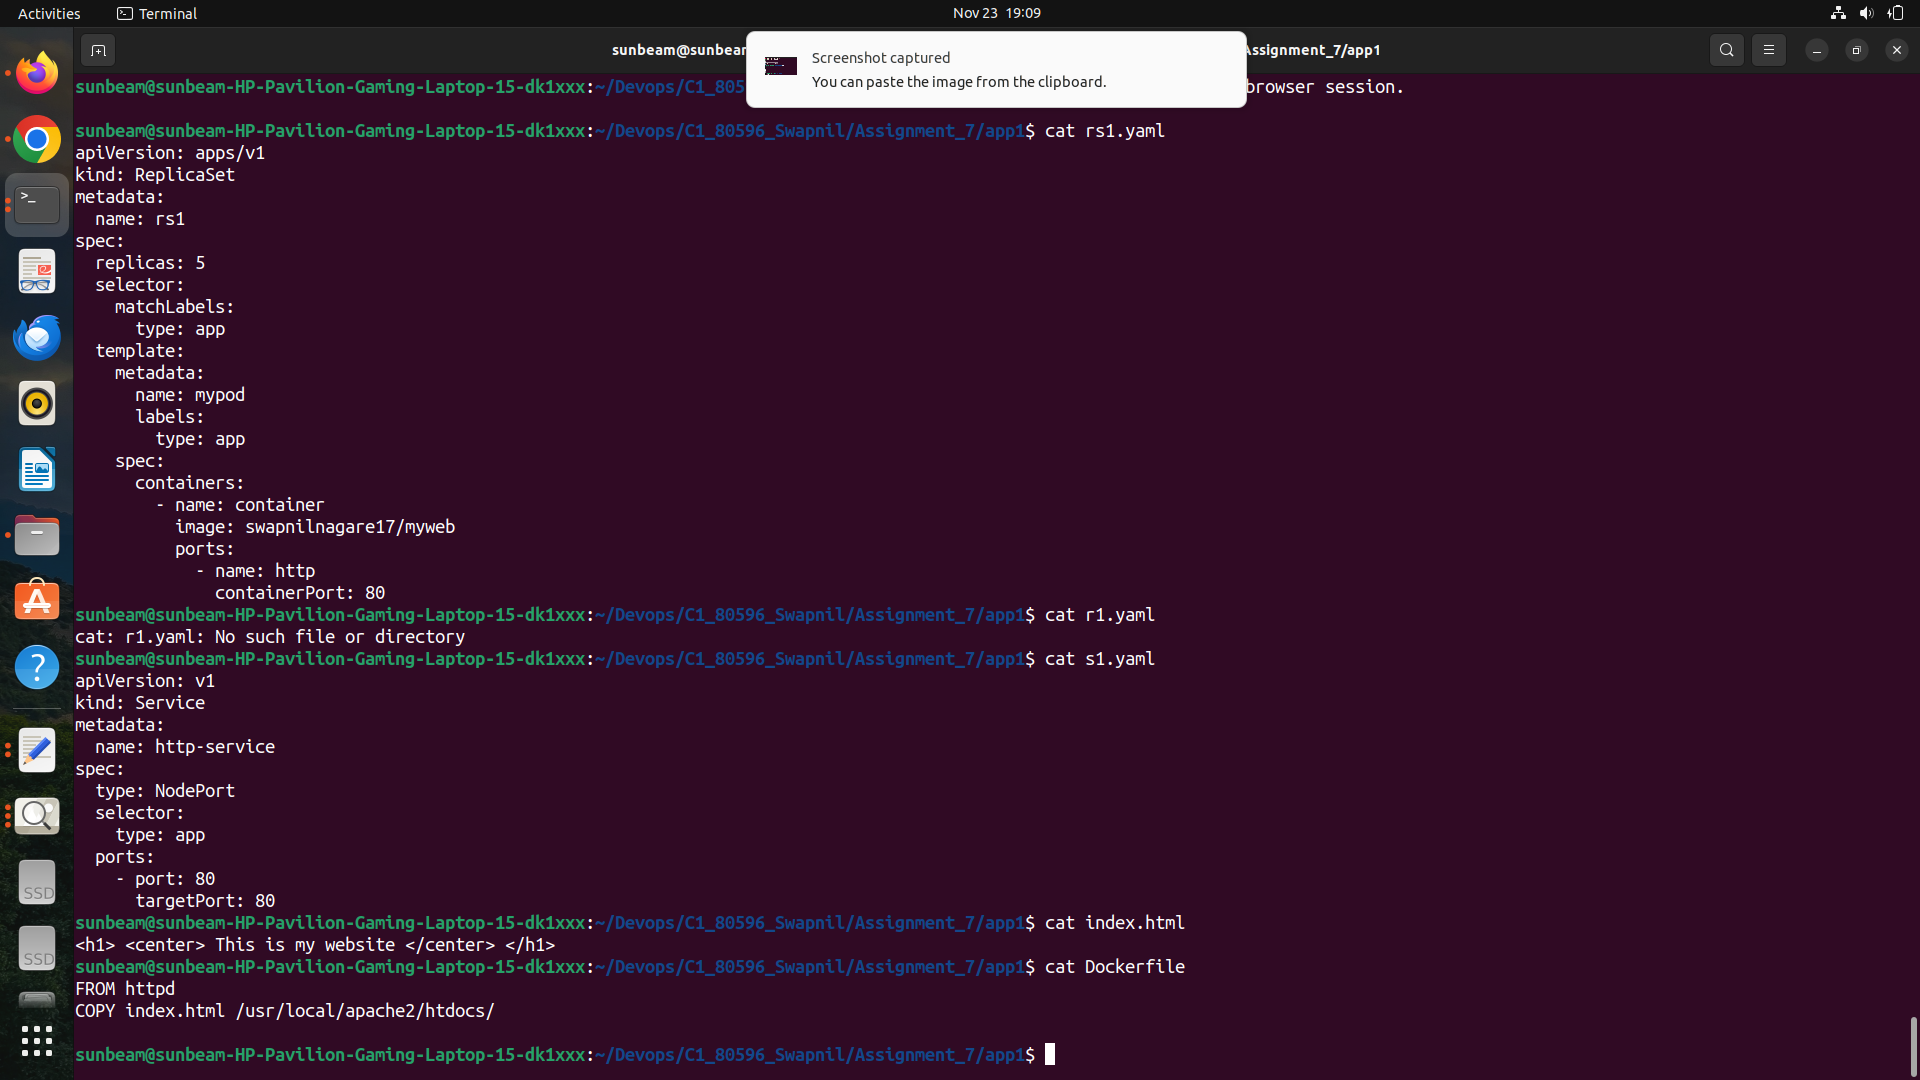 Activities
Terminal
Nov 23 19:09
sunbeam@sunbeam
Assignment_7/app1
Screenshot captured
You can paste the image from the clipboard.
sunbeam@sunbeam-HP-Pavilion-Gaming-Laptop-15-dk1xxx:~/Devops/C1_805 browser session.
sunbeam@sunbeam-HP-Pavilion-Gaming-Laptop-15-dk1xxx:~/Devops/C1_80596_Swapnil/Assignment_7/app1$ cat rs1.yaml
apiVersion: apps/v1
kind: ReplicaSet
metadata:
  name: rs1
spec:
  replicas: 5
  selector:
    matchLabels:
      type: app
  template:
    metadata:
      name: mypod
      labels:
        type: app
    spec:
      containers:
        - name: container
          image: swapnilnagare17/myweb
          ports:
            - name: http
              containerPort: 80
sunbeam@sunbeam-HP-Pavilion-Gaming-Laptop-15-dk1xxx:~/Devops/C1_80596_Swapnil/Assignment_7/app1$ cat r1.yaml
cat: r1.yaml: No such file or directory
sunbeam@sunbeam-HP-Pavilion-Gaming-Laptop-15-dk1xxx:~/Devops/C1_80596_Swapnil/Assignment_7/app1$ cat s1.yaml
apiVersion: v1
kind: Service
metadata:
  name: http-service
spec:
  type: NodePort
  selector:
    type: app
  ports:
    - port: 80
      targetPort: 80
sunbeam@sunbeam-HP-Pavilion-Gaming-Laptop-15-dk1xxx:~/Devops/C1_80596_Swapnil/Assignment_7/app1$ cat index.html
<h1> <center> This is my website </center> </h1>
sunbeam@sunbeam-HP-Pavilion-Gaming-Laptop-15-dk1xxx:~/Devops/C1_80596_Swapnil/Assignment_7/app1$ cat Dockerfile
FROM httpd
COPY index.html /usr/local/apache2/htdocs/
sunbeam@sunbeam-HP-Pavilion-Gaming-Laptop-15-dk1xxx:~/Devops/C1_80596_Swapnil/Assignment_7/app1$
SSD
SSD